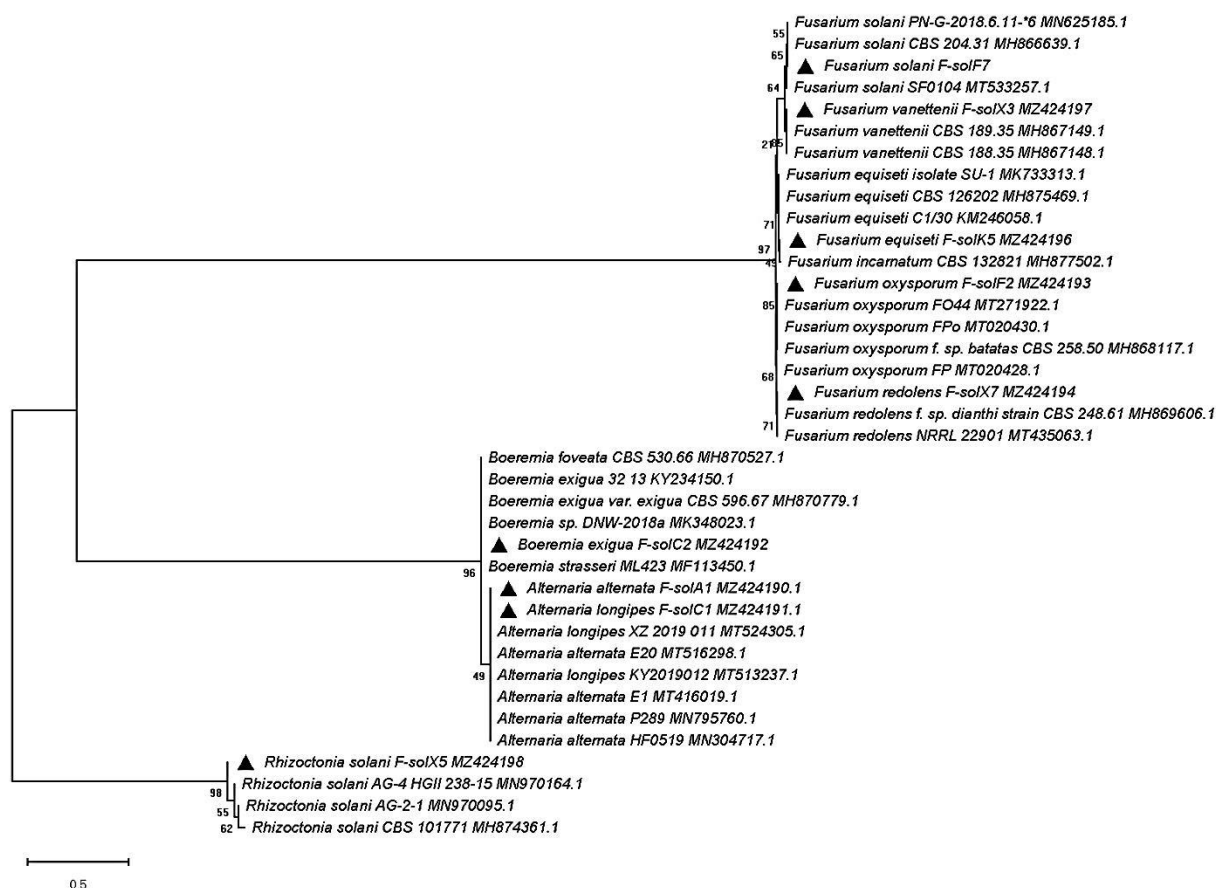 Fusarium solani PN-G-2018.6.11-*6 MN625185.1
55
Fusarium solani CBS 204.31 MH866639.1
65
Fusarium solani F-solF7
Fusarium solani SF0104 MT533257.1
64
Fusarium vanettenii F-solX3 MZ424197
Fusarium vanettenii CBS 189.35 MH867149.1
Fusarium vanettenii CBS 188.35 MH867148.1
Fusarium equiseti isolate SU-1 MK733313.1
Fusarium equiseti CBS 126202 MH875469.1
Fusarium equiseti C1/30 KM246058.1
71
Fusarium equiseti F-solK5 MZ424196
97
Fusarium incarnatum CBS 132821 MH877502.1
Fusarium oxysporum F-solF2 MZ424193
Fusarium oxysporum FO44 MT271922.1
85
Fusarium oxysporum FPo MT020430.1
Fusarium oxysporum f. sp. batatas CBS 258.50 MH868117.1
Fusarium oxysporum FP MT020428.1
68
Fusarium redolens F-solX7 MZ424194
Fusarium redolens f. sp. dianthi strain CBS 248.61 MH869606.1
71
Fusarium redolens NRRL 22901 MT435063.1
Boeremia foveata CBS 530.66 MH870527.1
Boeremia exigua 32 13 KY234150.1
Boeremia exigua var. exigua CBS 596.67 MH870779.1
Boeremia sp. DNW-2018a MK348023.1
Boeremia exigua F-solC2 MZ424192
Boeremia strasseri ML423 MF113450.1
96
Alternaria alternata F-solA1 MZ424190.1
Alternaria longipes F-solC1 MZ424191.1
Alternaria longipes XZ 2019 011 MT524305.1
Alternaria alternata E20 MT516298.1
Alternaria longipes KY2019012 MT513237.1
49
Alternaria alternata E1 MT416019.1
Alternaria alternata P289 MN795760.1
Alternaria alternata HF0519 MN304717.1
Rhizoctonia solani F-solX5 MZ424198
Rhizoctonia solani AG-4 HGII 238-15 MN970164.1
98
Rhizoctonia solani AG-2-1 MN970095.1
55
Rhizoctonia solani CBS 101771 MH874361.1
62
0.5